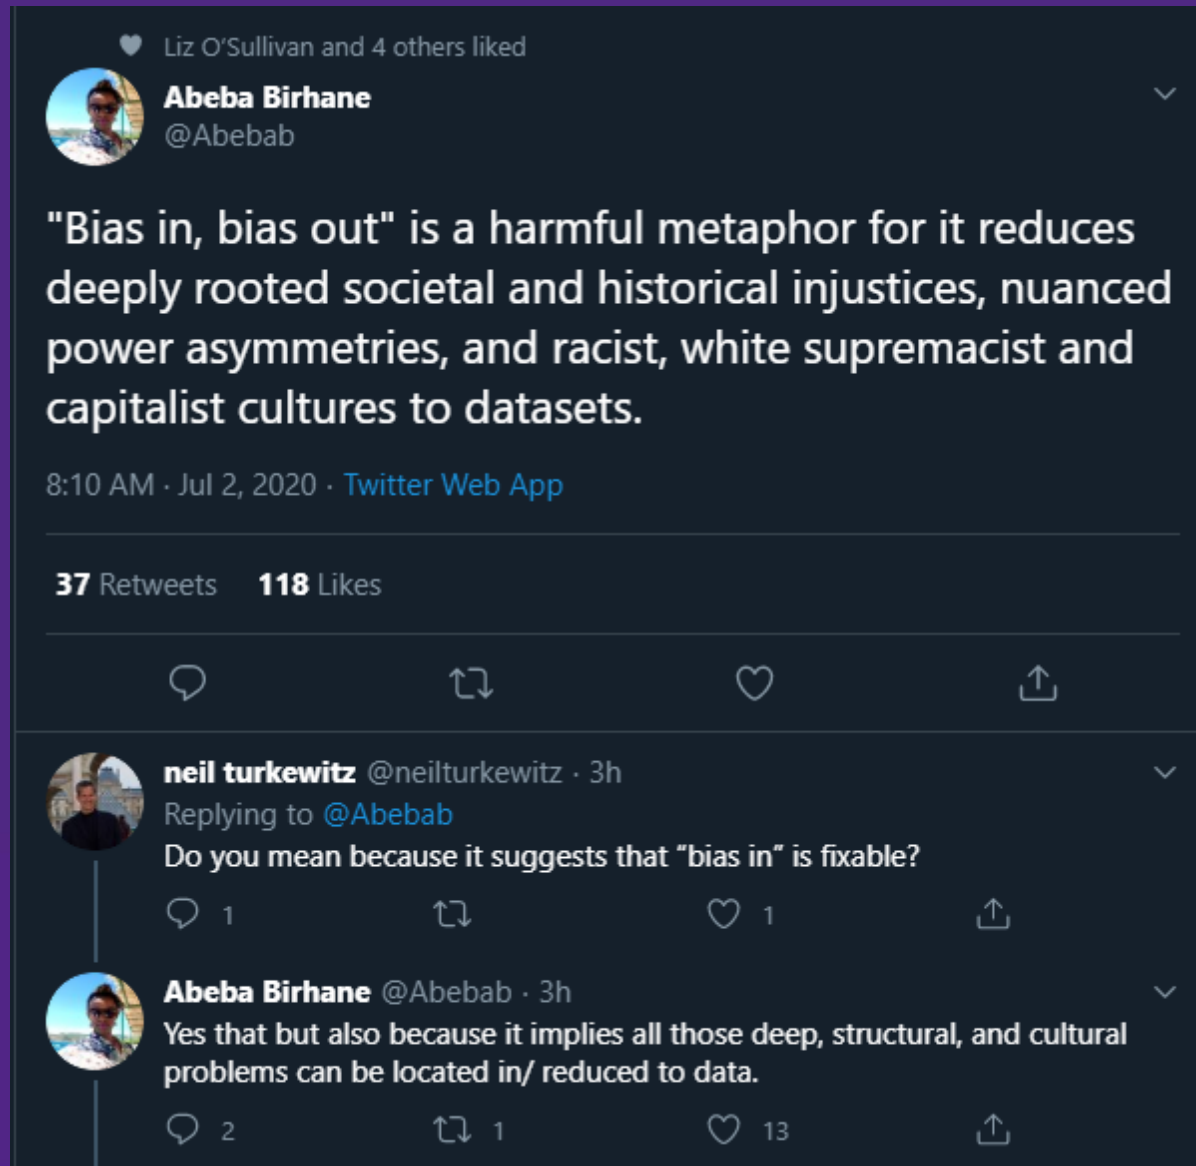 Liz O'Sullivan and 4 others liked
Abeba Birhane
@Abebab
"Bias in, bias out" is a harmful metaphor for it reduces
deeply rooted societal and historical injustices, nuanced
power asymmetries, and racist, white supremacist and
capitalist cultures to datasets.
8:10 AM · Jul 2, 2020 · Twitter Web App
37 Retweets 118 Likes
neil turkewitz @neilturkewitz · 3h
Replying to @Abebab
Do you mean because it suggests that “bias in” is fixable?
1 1
Abeba Birhane @Abebab · 3h
Yes that but also because it implies all those deep, structural, and cultural
problems can be located in/ reduced to data.
2 1 13